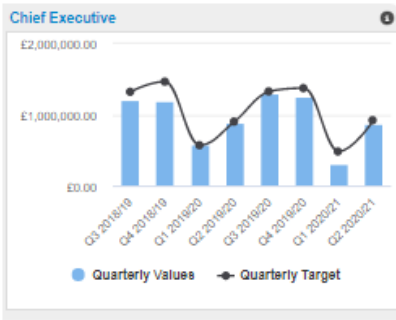 Chief Executive
£2,000,000.00
£1,000,000.00
£0.00
Q3 2018/19
Q4 2018/19
Q1 2019/20
Q2 2019/20
Q3 2019/20
Q4 2019/20
Q1 2020/21
Q2 2020/21
Quarterly Values
Quarterly Target